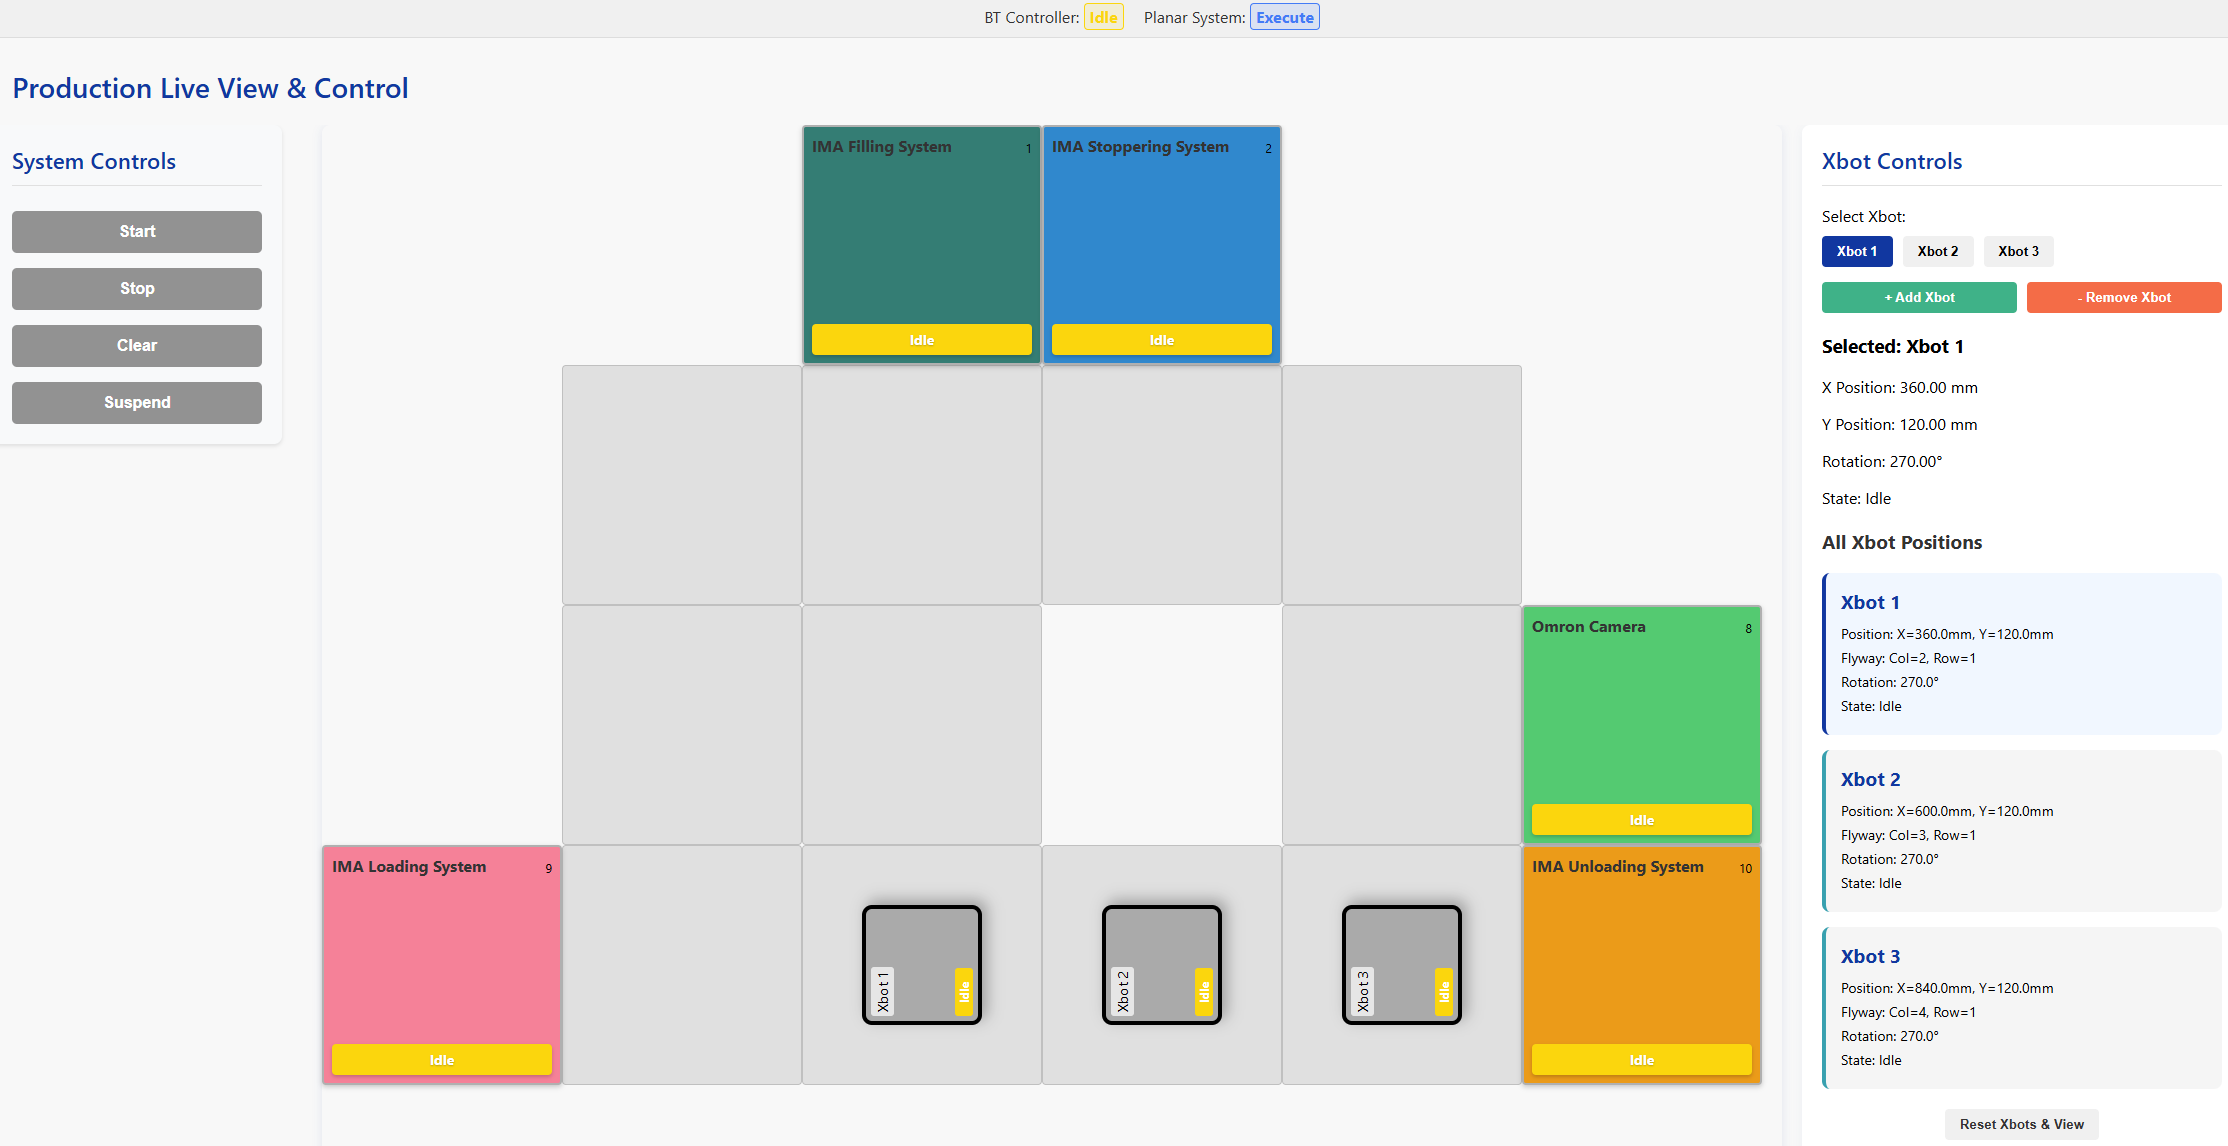 BT Controller: Idle Planar System: Execute
Production Live View & Control
System Controls
Start
Stop
Clear
Suspend
IMA Filling System 1
Idle
IMA Stoppering System 2
Idle
Omron Camera 8
Idle
IMA Loading System 9
Idle
Xbot 1
Idle
Xbot 2
Idle
Xbot 3
Idle
IMA Unloading System 10
Idle
Xbot Controls
Select Xbot:
Xbot 1 Xbot 2 Xbot 3
+ Add Xbot - Remove Xbot
Selected: Xbot 1
X Position: 360.00 mm
Y Position: 120.00 mm
Rotation: 270.00°
State: Idle
All Xbot Positions
Xbot 1
Position: X=360.0mm, Y=120.0mm
Flyway: Col=2, Row=1
Rotation: 270.0°
State: Idle
Xbot 2
Position: X=600.0mm, Y=120.0mm
Flyway: Col=3, Row=1
Rotation: 270.0°
State: Idle
Xbot 3
Position: X=840.0mm, Y=120.0mm
Flyway: Col=4, Row=1
Rotation: 270.0°
State: Idle
Reset Xbots & View